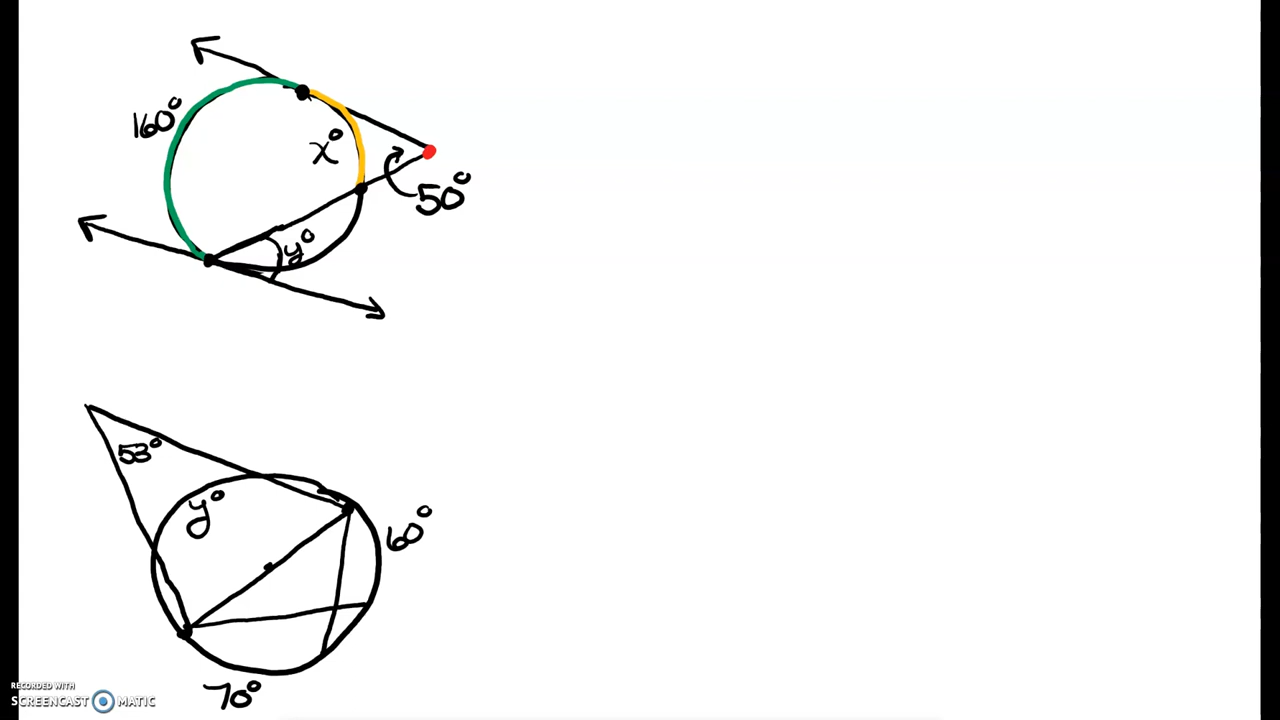 160°
x°
50°
y°
53°
y°
60°
70°
RECORDED WITH
SCREENCAST MATIC